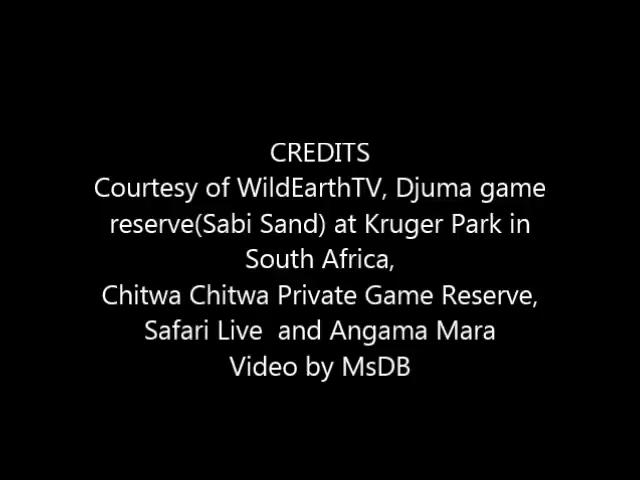 CREDITS
Courtesy of WildEarthTV, Djuma game
reserve(Sabi Sand) at Kruger Park in
South Africa,
Chitwa Chitwa Private Game Reserve,
Safari Live  and Angama Mara
Video by MsDB